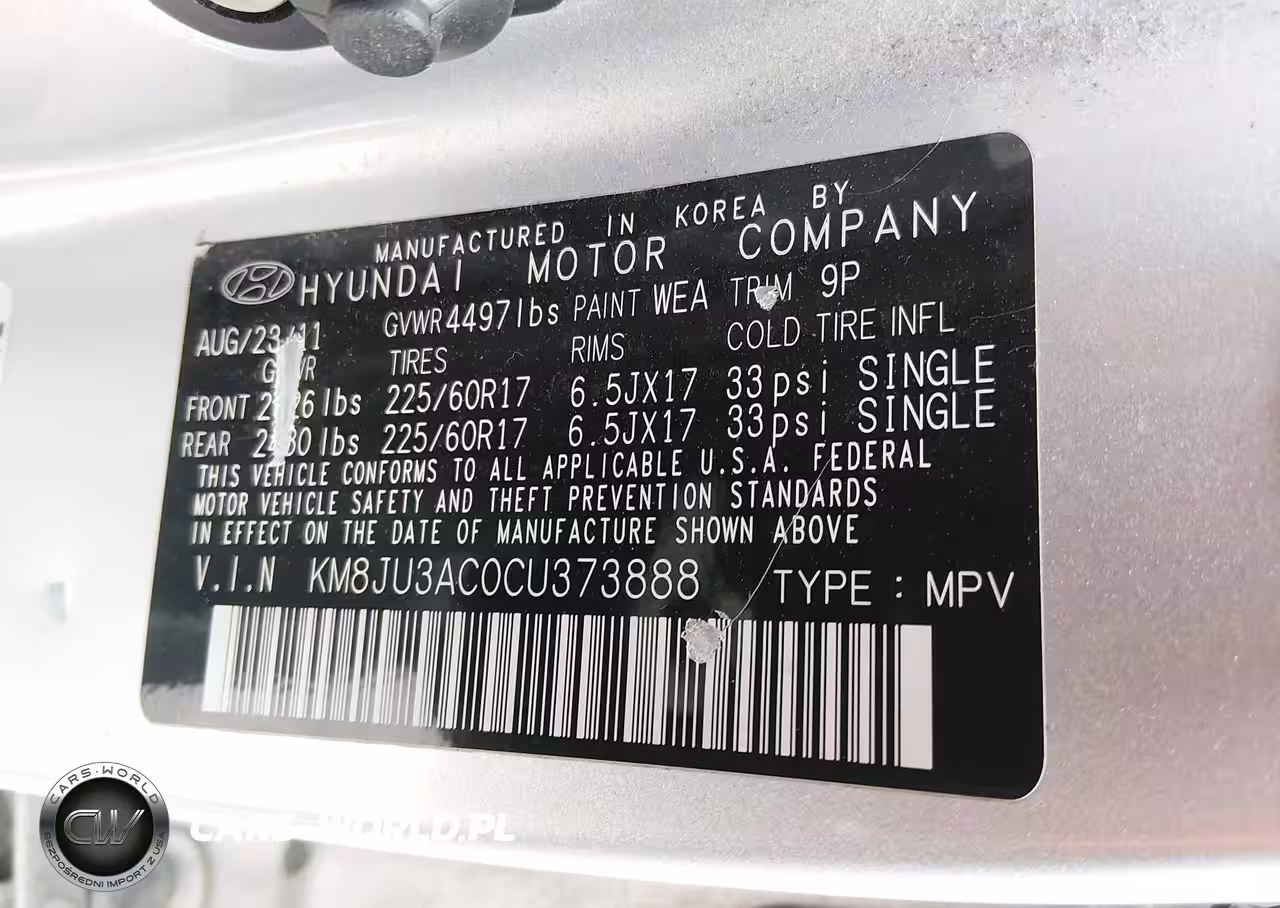 MANUFACTURED IN KOREA BY
HYUNDAI MOTOR COMPANY
AUG/23/11 GVWR 4497lbs PAINT WEA TRIM 9P
TIRES RIMS COLD TIRE INFL
FRONT 225/60R17 6.5JX17 33psi SINGLE
REAR 225/60R17 6.5JX17 33psi SINGLE
THIS VEHICLE CONFORMS TO ALL APPLICABLE U.S.A. FEDERAL
MOTOR VEHICLE SAFETY AND THEFT PREVENTION STANDARDS
IN EFFECT ON THE DATE OF MANUFACTURE SHOWN ABOVE
V.I.N KM8JU3AC0CU373888 TYPE : MPV
CARS-WORLD
CW
BEZPOŚREDNI IMPORT Z USA
CARS-WORLD.PL